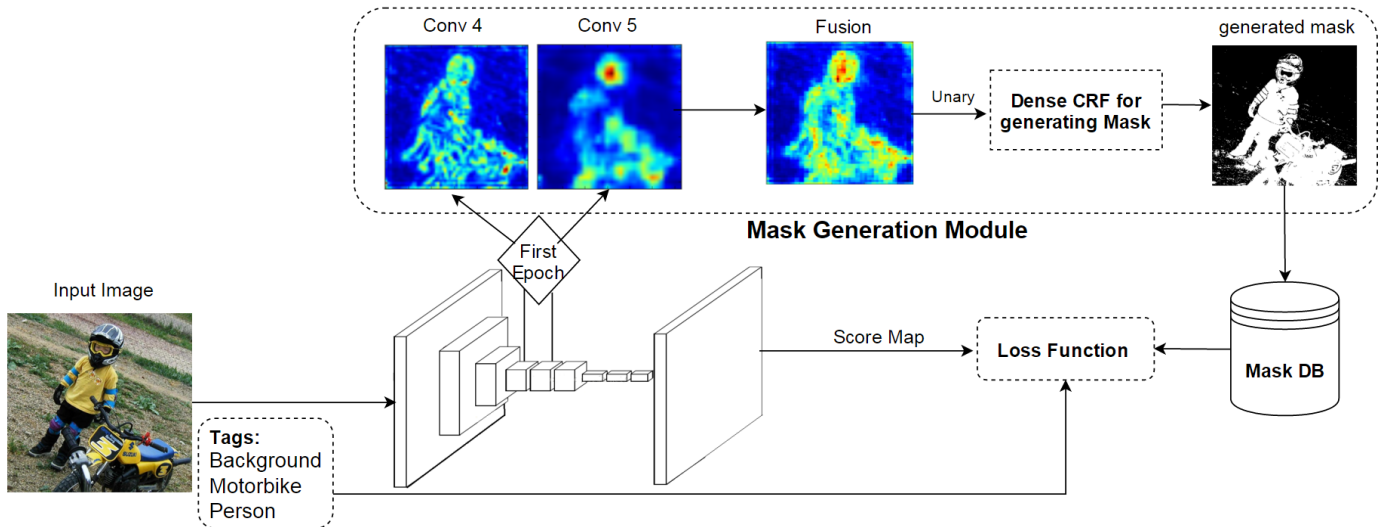 Conv 4
Conv 5
Fusion
generated mask
Unary
Dense CRF for
generating Mask
Mask Generation Module
First
Epoch
Input Image
Score Map
Loss Function
Mask DB
Tags:
Background
Motorbike
Person